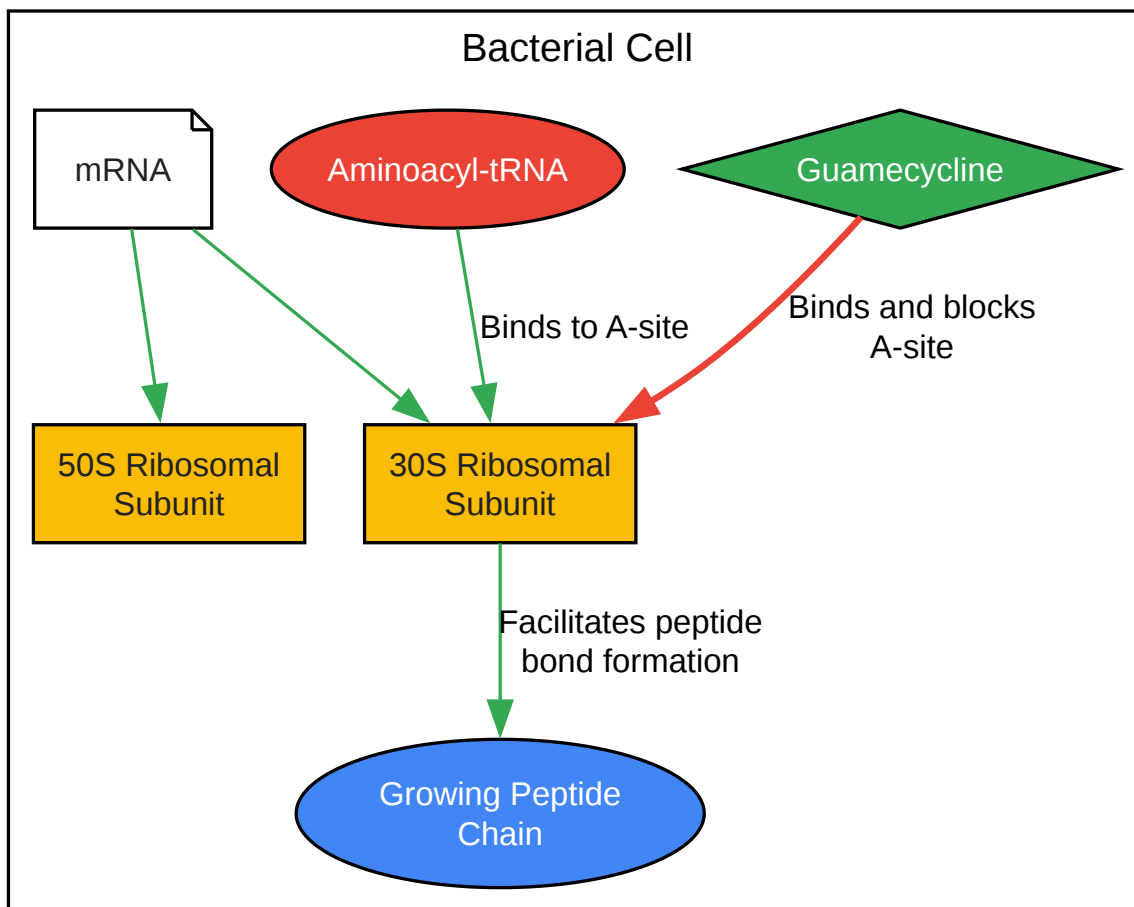 Bacterial Cell
mRNA
Aminoacyl-tRNA
Guamecycline
Binds to A-site
Binds and blocks
A-site
50S Ribosomal
Subunit
30S Ribosomal
Subunit
Facilitates peptide
bond formation
Growing Peptide
Chain